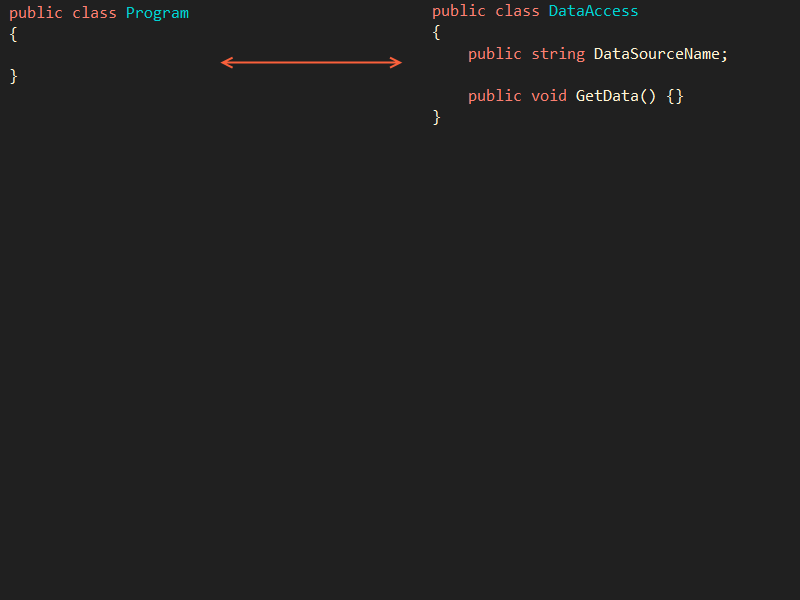 public class Program
{
}
public class DataAccess
{
public string DataSourceName;
public void GetData() {}
}